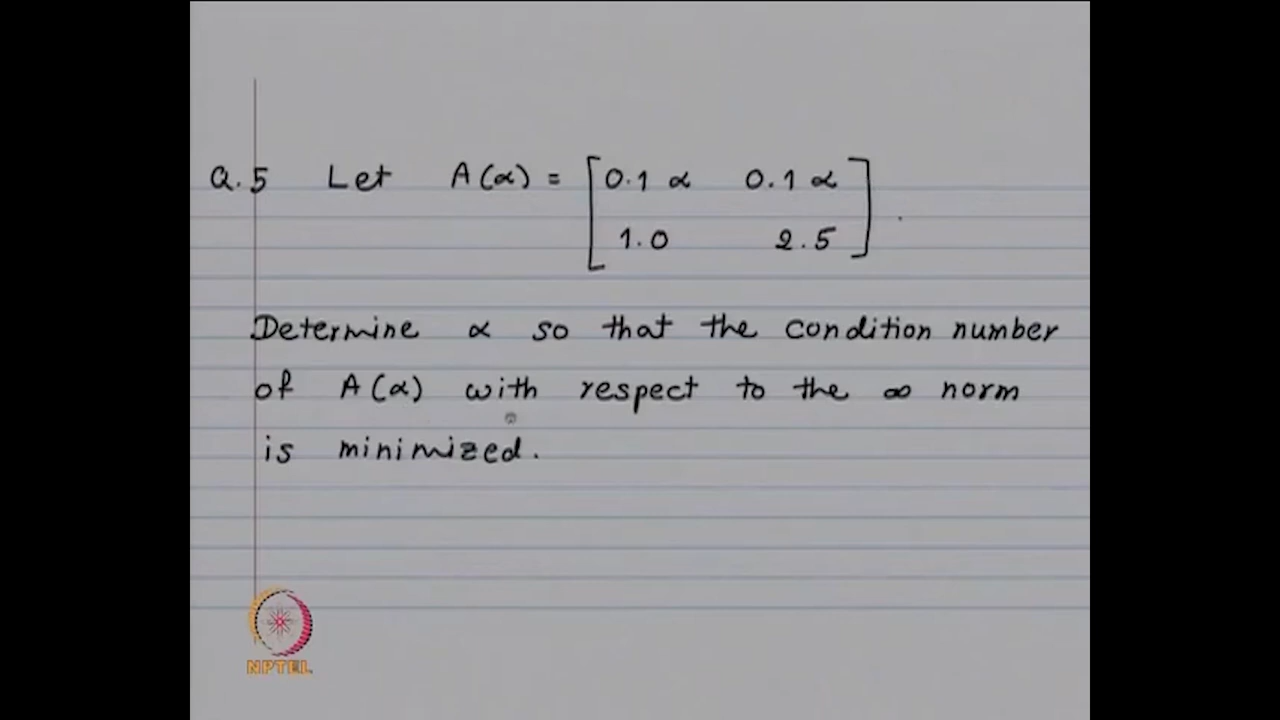 Q.5 Let A(α) = [0.1 α 0.1 α
1.0 2.5].
Determine α so that the condition number
of A(α) with respect to the ∞ norm
is minimized.
NPTEL